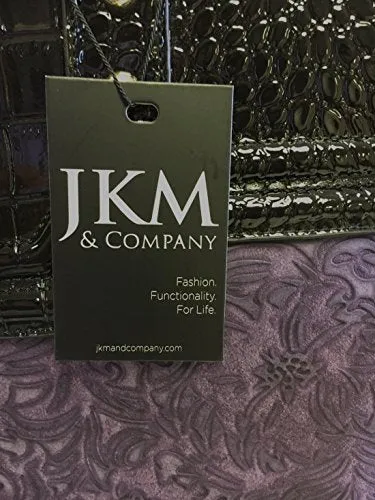 JKM
& COMPANY
Fashion.
Functionality.
For Life.
jkmandcompany.com